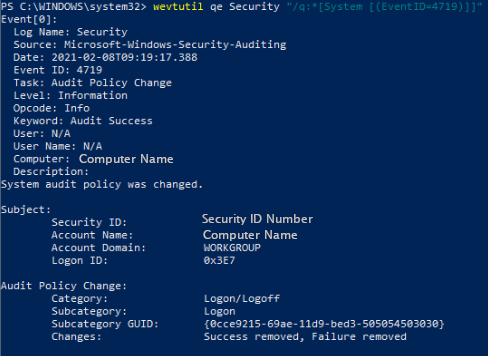 PS C:\WINDOWS\system32> wevtutil qe Security "/q:*[System [(EventID=4719)]]"
Event[0]:
Log Name: Security
Source: Microsoft-Windows-Security-Auditing
Date: 2021-02-08T09:19:17.388
Event ID: 4719
Task: Audit Policy Change
Level: Information
Opcode: Info
Keyword: Audit Success
User: N/A
User Name: N/A
Computer: Computer Name
Description:
System audit policy was changed.
Subject:
Security ID: Security ID Number
Account Name: Computer Name
Account Domain: WORKGROUP
Logon ID: 0x3E7
Audit Policy Change:
Category: Logon/Logoff
Subcategory: Logon
Subcategory GUID: {0cce9215-69ae-11d9-bed3-505054503030}
Changes: Success removed, Failure removed